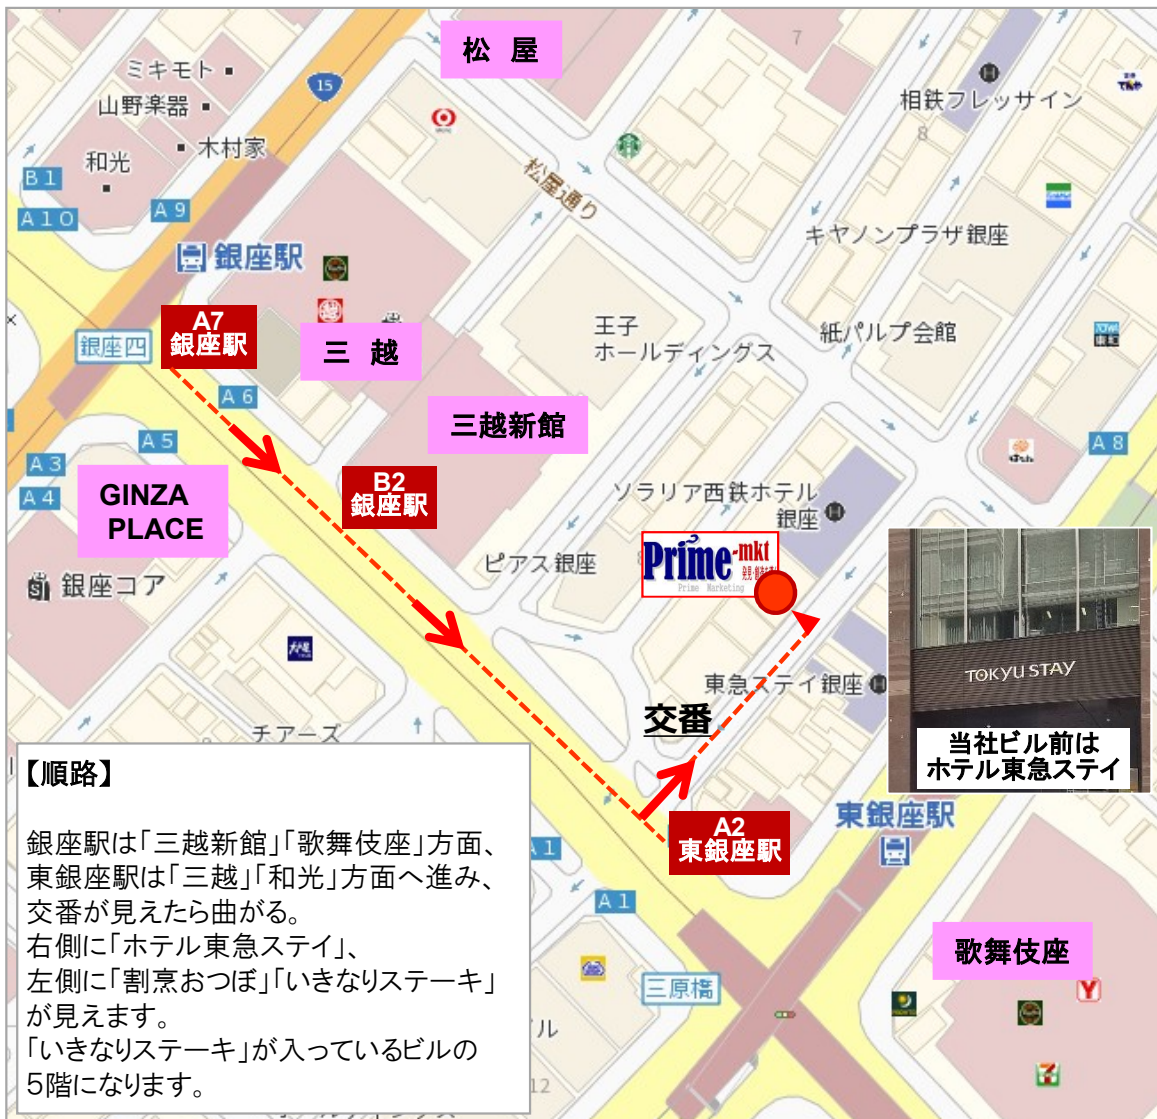 松 屋
7
ミキモト
15
山野楽器
相鉄フレッサイン
8
木村家
和光
B1
A10
A9
松屋通り
キヤノンプラザ銀座
銀座駅
A7
銀座駅
銀座四
三 越
王子
ホールディングス
紙パルプ会館
A6
三越新館
A5
A3
A4
A8
GINZA
PLACE
B2
銀座駅
ソラリア西鉄ホテル
銀座
ピアス銀座
Prime-mkt
Prime Marketing
銀座コア
東急ステイ銀座
TOKYU STAY
当社ビル前は
ホテル東急ステイ
交番
チアーズ
【順路】
銀座駅は「三越新館」「歌舞伎座」方面、
東銀座駅は「三越」「和光」方面へ進み、
交番が見えたら曲がる。
右側に「ホテル東急ステイ」、
左側に「割烹おつぼ」「いきなりステーキ」
が見えます。
「いきなりステーキ」が入っているビルの
5階になります。
A2
東銀座駅
東銀座駅
A1
A1
歌舞伎座
三原橋
ル
12